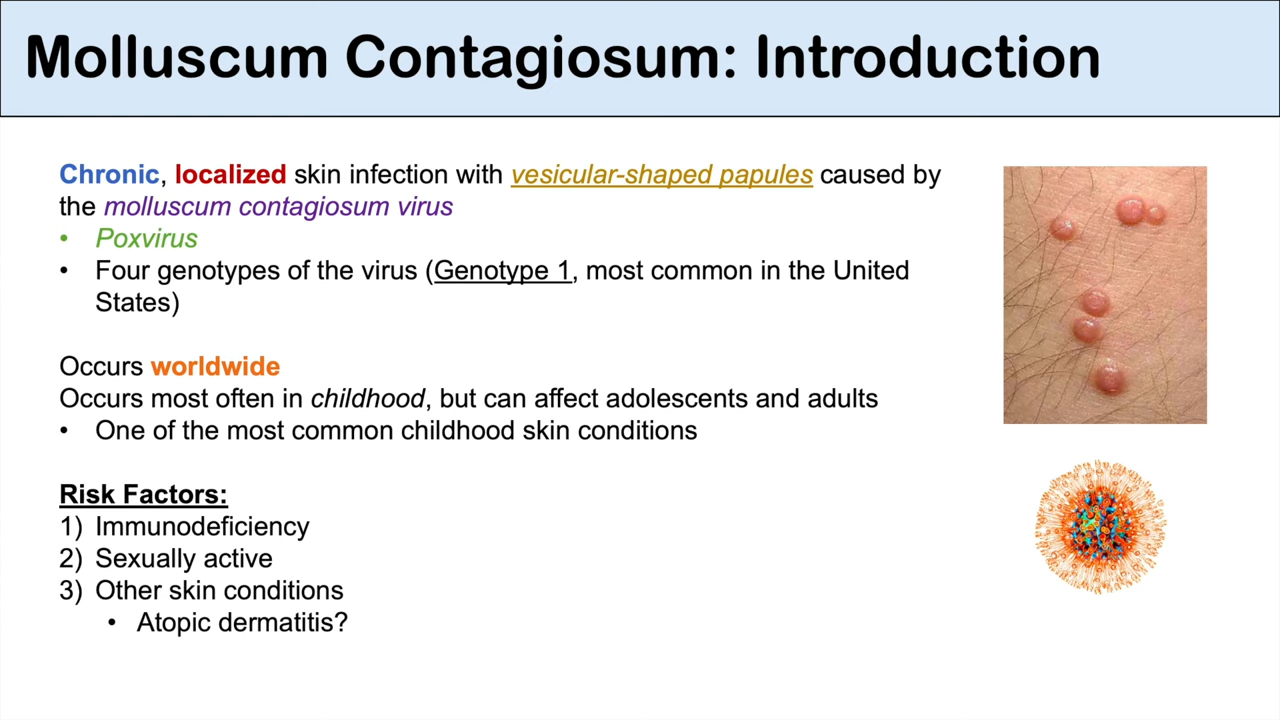 Molluscum Contagiosum: Introduction
Chronic, localized skin infection with vesicular-shaped papules caused by
the molluscum contagiosum virus
• Poxvirus
• Four genotypes of the virus (Genotype 1, most common in the United
States)
Occurs worldwide
Occurs most often in childhood, but can affect adolescents and adults
• One of the most common childhood skin conditions
Risk Factors:
1) Immunodeficiency
2) Sexually active
3) Other skin conditions
• Atopic dermatitis?